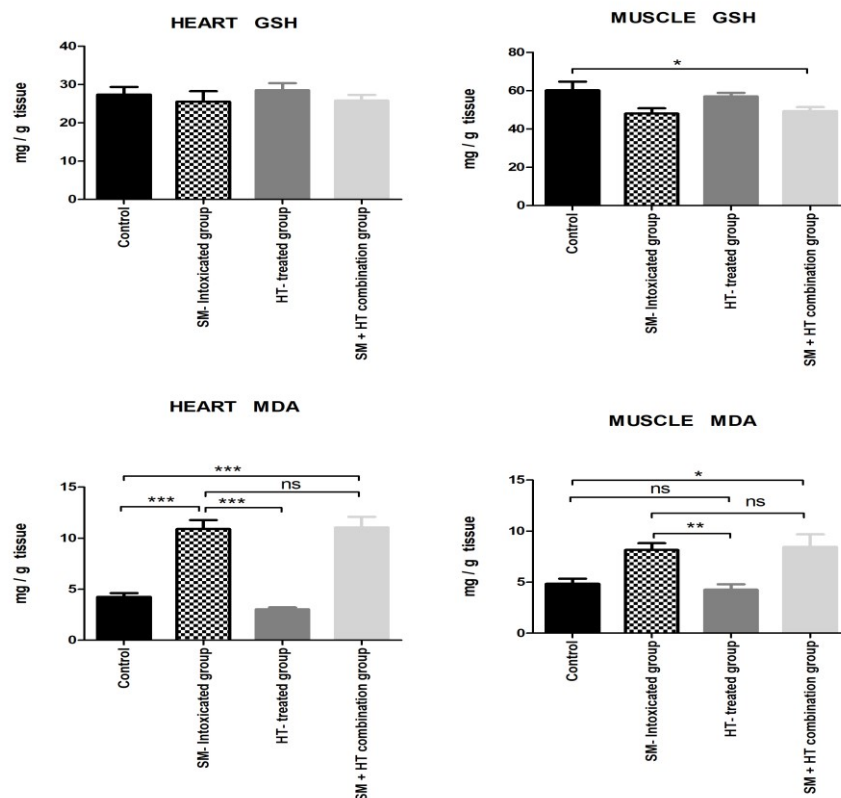 HEART GSH
mg / g tissue
40
30
20
10
0
Control
SM- Intoxicated group
HT- treated group
SM + HT combination group
MUSCLE GSH
mg / g tissue
80
60
40
20
0
*
Control
SM- Intoxicated group
HT- treated group
SM + HT combination group
HEART MDA
mg / g tissue
15
10
5
0
***
ns
*** ***
Control
SM- Intoxicated group
HT- treated group
SM + HT combination group
MUSCLE MDA
mg / g tissue
15
10
5
0
*
ns
ns
**
Control
SM- Intoxicated group
HT- treated group
SM + HT combination group